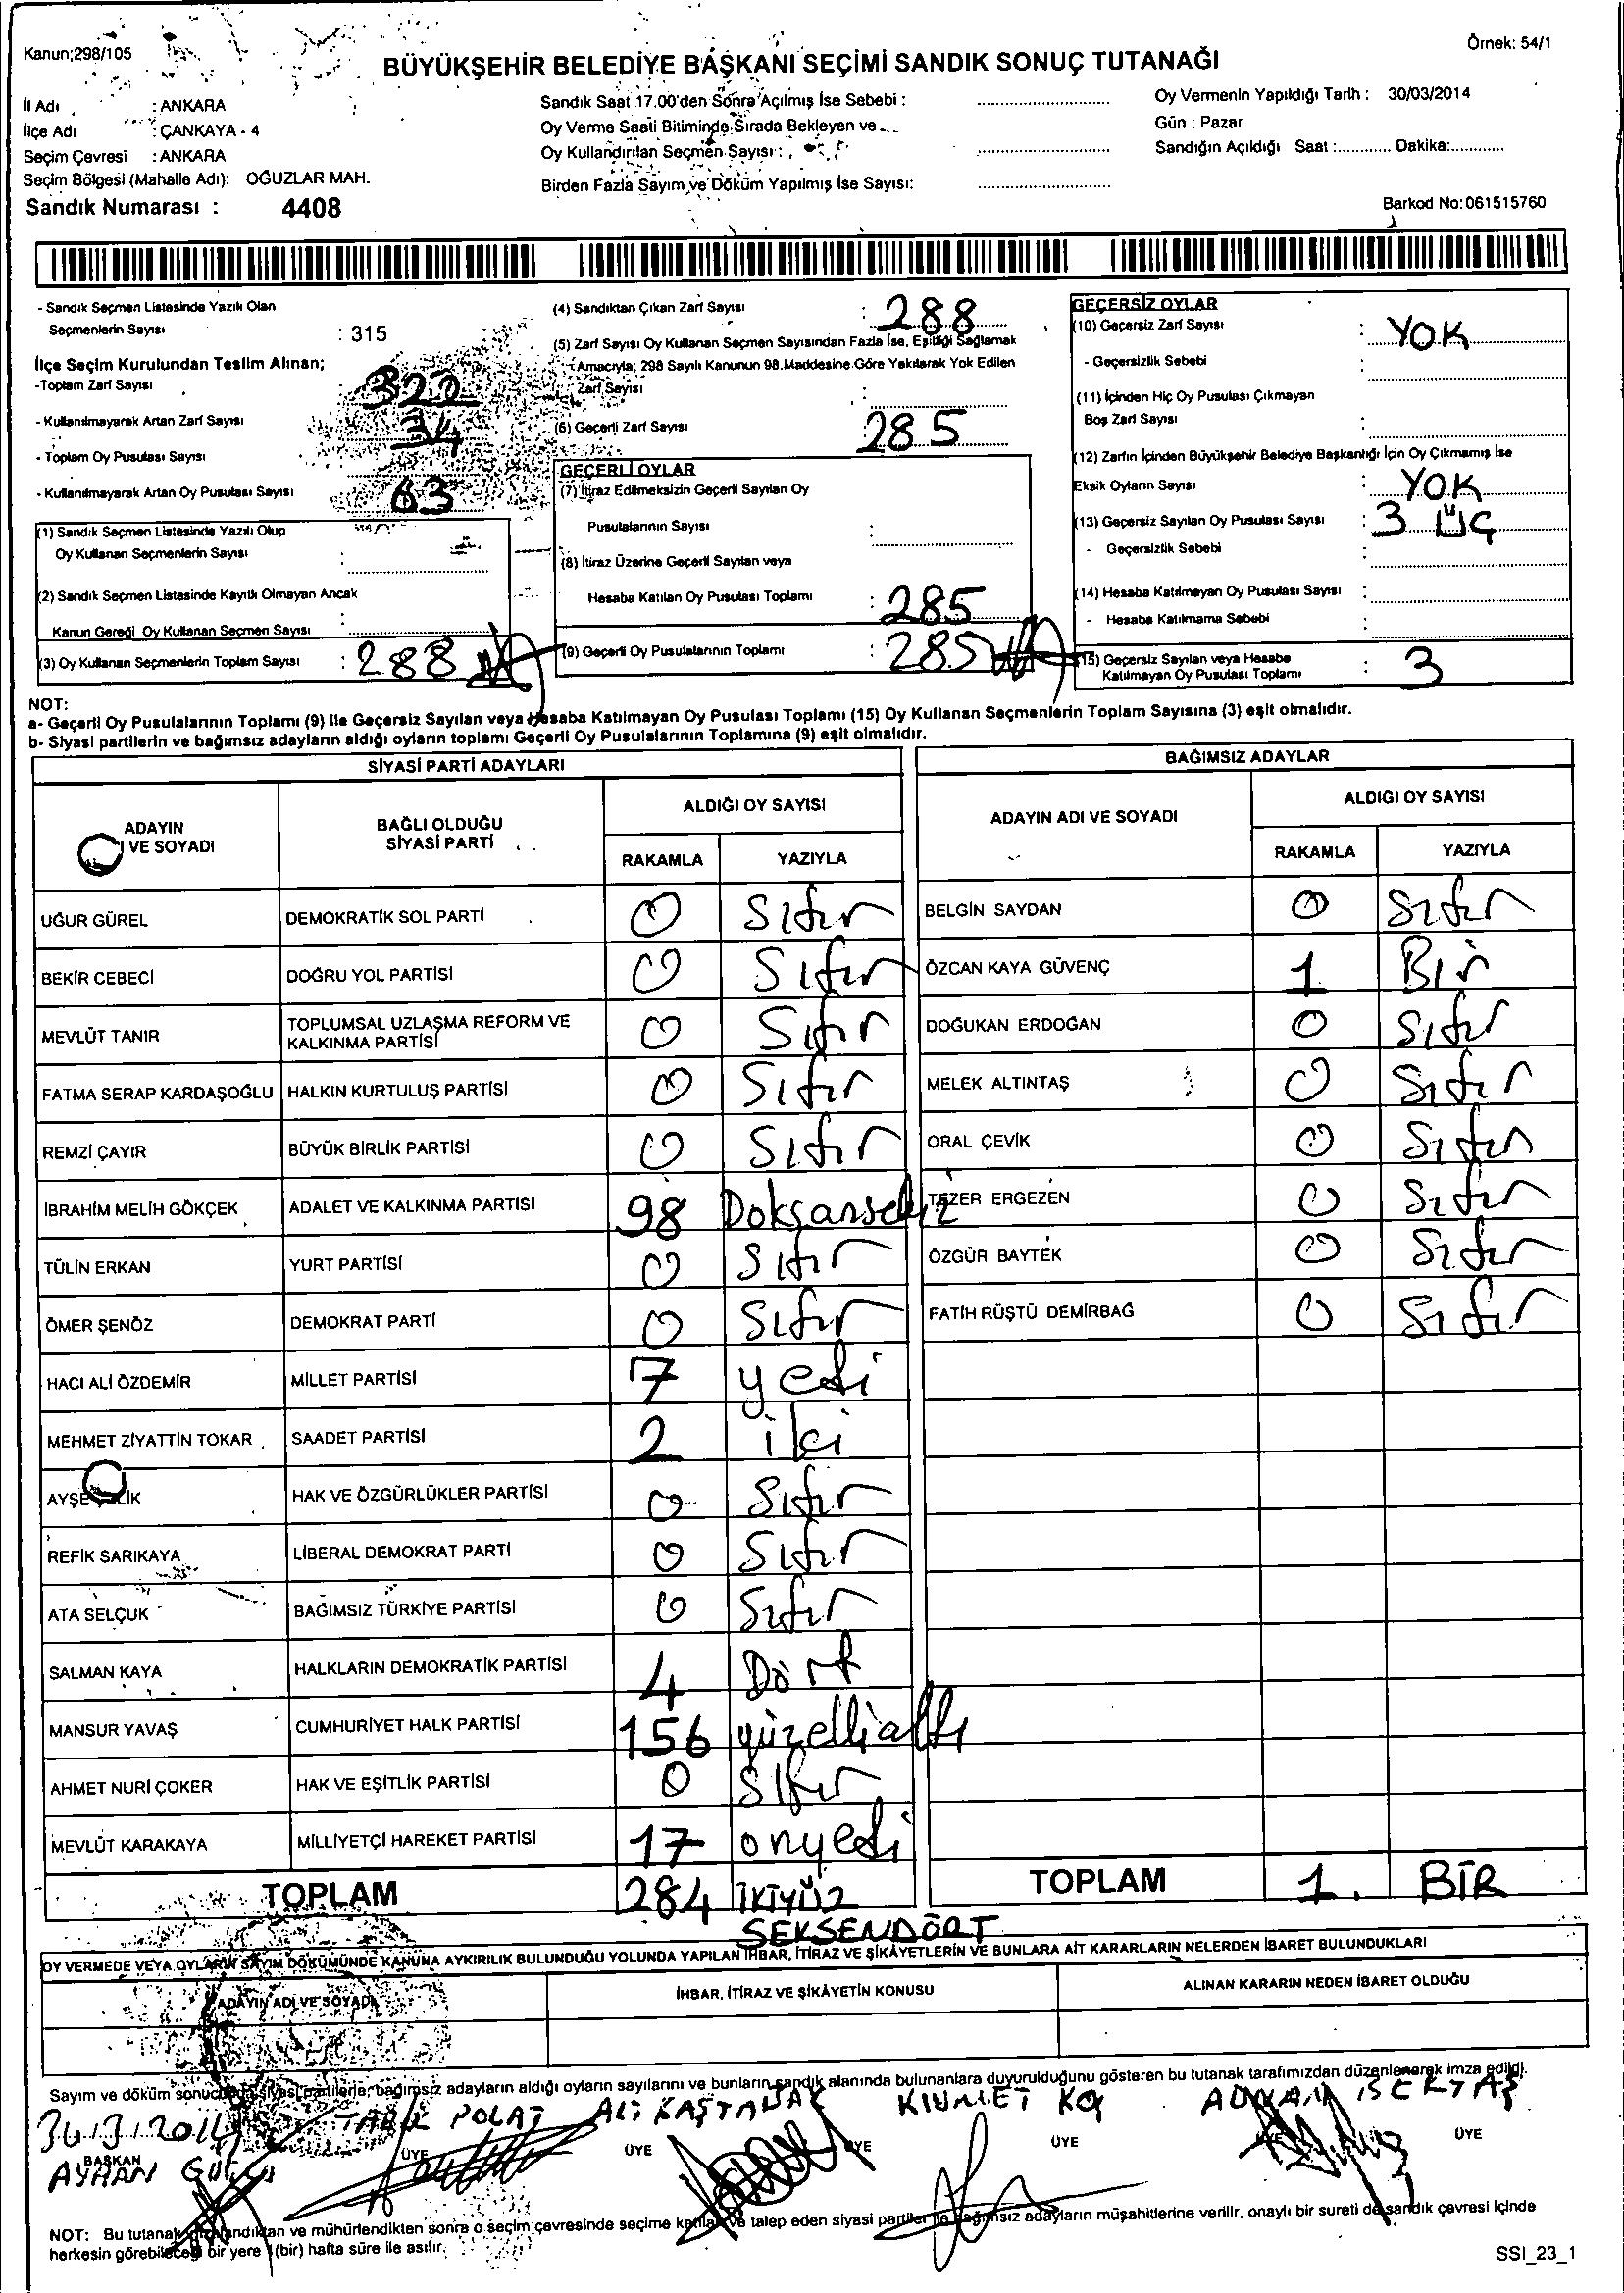 Kanun;298/105
Örnek: 54/1
BÜYÜKŞEHİR BELEDİYE BAŞKANI SEÇİMİ SANDIK SONUÇ TUTANAĞI
İl Adı : ANKARA
İlçe Adı : ÇANKAYA - 4
Seçim Çevresi : ANKARA
Seçim Bölgesi (Mahalle Adı): OĞUZLAR MAH.
Sandık Numarası : 4408
Sandık Saat 17.00'den Sonra Açılmış İse Sebebi :
Oy Verme Saati Bitiminde Sırada Bekleyen ve
Oy Kullandırılan Seçmen Sayısı :
Birden Fazla Sayım ve Döküm Yapılmış İse Sayısı:
Oy Vermenin Yapıldığı Tarih : 30/03/2014
Gün : Pazar
Sandığın Açıldığı Saat :............ Dakika:............
Barkod No:061515760
- Sandık Seçmen Listesinde Yazılı Olan
Seçmenlerin Sayısı : 315
İlçe Seçim Kurulundan Teslim Alınan;
-Toplam Zarf Sayısı 322
- Kullanılmayarak Artan Zarf Sayısı 34
- Toplam Oy Pusulası Sayısı
- Kullanılmayarak Artan Oy Pusulası Sayısı 63
(1) Sandık Seçmen Listesinde Yazılı Olup
Oy Kullanan Seçmenlerin Sayısı :
(2) Sandık Seçmen Listesinde Kayıtlı Olmayan Ancak
Kanun Gereği Oy Kullanan Seçmen Sayısı :
(3) Oy Kullanan Seçmenlerin Toplam Sayısı : 288
(4) Sandıktan Çıkan Zarf Sayısı : 288
(5) Zarf Sayısı Oy Kullanan Seçmen Sayısından Fazla İse, Eşitliği Sağlamak
Amacıyla; 298 Sayılı Kanunun 98.Maddesine Göre Yakılarak Yok Edilen
Zarf Sayısı :
(6) Geçerli Zarf Sayısı 285
GEÇERLİ OYLAR
(7) İtiraz Edilmeksizin Geçerli Sayılan Oy
Pusulalarının Sayısı :
(8) İtiraz Üzerine Geçerli Sayılan veya
Hesaba Katılan Oy Pusulası Toplamı : 285
(9) Geçerli Oy Pusulalarının Toplamı : 285
GEÇERSİZ OYLAR
(10) Geçersiz Zarf Sayısı : YOK
- Geçersizlik Sebebi :
(11) İçinden Hiç Oy Pusulası Çıkmayan
Boş Zarf Sayısı :
(12) Zarfın İçinden Büyükşehir Belediye Başkanlığı İçin Oy Çıkmamış İse
Eksik Oyların Sayısı : YOK
(13) Geçersiz Sayılan Oy Pusulası Sayısı : 3 ÜÇ
- Geçersizlik Sebebi :
(14) Hesaba Katılmayan Oy Pusulası Sayısı :
- Hesaba Katılmama Sebebi :
(15) Geçersiz Sayılan veya Hesaba
Katılmayan Oy Pusulası Toplamı : 3
NOT:
a- Geçerli Oy Pusulalarının Toplamı (9) ile Geçersiz Sayılan veya Hesaba Katılmayan Oy Pusulası Toplamı (15) Oy Kullanan Seçmenlerin Toplam Sayısına (3) eşit olmalıdır.
b- Siyasi partilerin ve bağımsız adayların aldığı oyların toplamı Geçerli Oy Pusulalarının Toplamına (9) eşit olmalıdır.
SİYASİ PARTİ ADAYLARI
ADAYIN VE SOYADI
BAĞLI OLDUĞU SİYASİ PARTİ
ALDIĞI OY SAYISI
RAKAMLA YAZIYLA
UĞUR GÜREL DEMOKRATİK SOL PARTİ 0 Sıfır
BEKİR CEBECİ DOĞRU YOL PARTİSİ 0 Sıfır
MEVLÜT TANIR TOPLUMSAL UZLAŞMA REFORM VE KALKINMA PARTİSİ 0 Sıfır
FATMA SERAP KARDAŞOĞLU HALKIN KURTULUŞ PARTİSİ 0 Sıfır
REMZİ ÇAYIR BÜYÜK BİRLİK PARTİSİ 0 Sıfır
İBRAHİM MELİH GÖKÇEK ADALET VE KALKINMA PARTİSİ 98 Doksansekiz
TÜLİN ERKAN YURT PARTİSİ 0 Sıfır
ÖMER ŞENÖZ DEMOKRAT PARTİ 0 Sıfır
HACI ALİ ÖZDEMİR MİLLET PARTİSİ 7 yedi
MEHMET ZİYATTİN TOKAR SAADET PARTİSİ 2 iki
AYŞE HAK VE ÖZGÜRLÜKLER PARTİSİ 0 Sıfır
REFİK SARIKAYA LİBERAL DEMOKRAT PARTİ 0 Sıfır
ATA SELÇUK BAĞIMSIZ TÜRKİYE PARTİSİ 0 Sıfır
SALMAN KAYA HALKLARIN DEMOKRATİK PARTİSİ 4 Dört
MANSUR YAVAŞ CUMHURİYET HALK PARTİSİ 156 yüzellialtı
AHMET NURİ ÇOKER HAK VE EŞİTLİK PARTİSİ 0 Sıfır
MEVLÜT KARAKAYA MİLLİYETÇİ HAREKET PARTİSİ 17 onyedi
TOPLAM 284 İKİYÜZ
SEKSENDÖRT
BAĞIMSIZ ADAYLAR
ADAYIN ADI VE SOYADI
ALDIĞI OY SAYISI
RAKAMLA YAZIYLA
BELGİN SAYDAN 0 Sıfır
ÖZCAN KAYA GÜVENÇ 1 Bir
DOĞUKAN ERDOĞAN 0 Sıfır
MELEK ALTINTAŞ 0 Sıfır
ORAL ÇEVİK 0 Sıfır
TEZER ERGEZEN 0 Sıfır
ÖZGÜR BAYTEK 0 Sıfır
FATİH RÜŞTÜ DEMİRBAĞ 0 Sıfır
TOPLAM 1. BİR
OY VERMEDE VEYA OYLARIN SAYIM DÖKÜMÜNDE KANUNA AYKIRILIK BULUNDUĞU YOLUNDA YAPILAN İHBAR, İTİRAZ VE ŞİKÂYETLERİN VE BUNLARA AİT KARARLARIN NELERDEN İBARET BULUNDUKLARI
ADAYIN ADI VE SOYADI
İHBAR, İTİRAZ VE ŞİKÂYETİN KONUSU
ALINAN KARARIN NEDEN İBARET OLDUĞU
Sayım ve döküm sonucunda siyasi partilerle, bağımsız adayların aldığı oyların sayılarını ve bunların sandık alanında bulunanlara duyurulduğunu gösteren bu tutanak tarafımızdan düzenlenerek imza edildi.
POLAT ALİ KIYMET ADNAN
BAŞKAN ÜYE ÜYE ÜYE ÜYE ÜYE ÜYE
AYHAN
NOT: Bu tutanak imzalandıktan ve mühürlendikten sonra o seçim çevresinde seçime katılan ve talep eden siyasi partiler ile bağımsız adayların müşahitlerine verilir, onaylı bir sureti de sandık çevresi içinde
herkesin görebileceği bir yere 1(bir) hafta süre ile asılır.
SSI_23_1